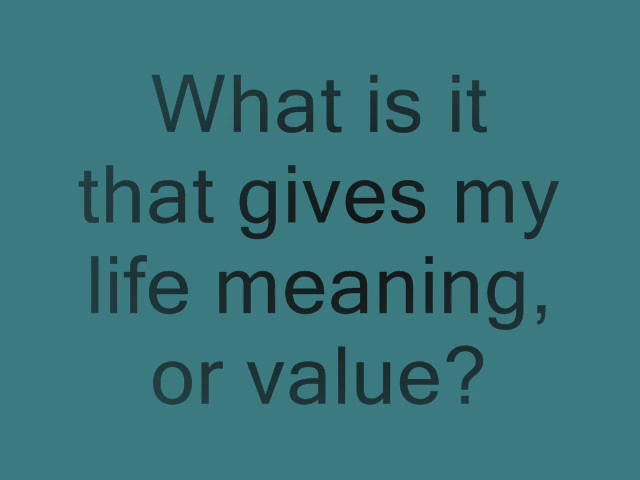 What is it
that gives my
life meaning,
or value?